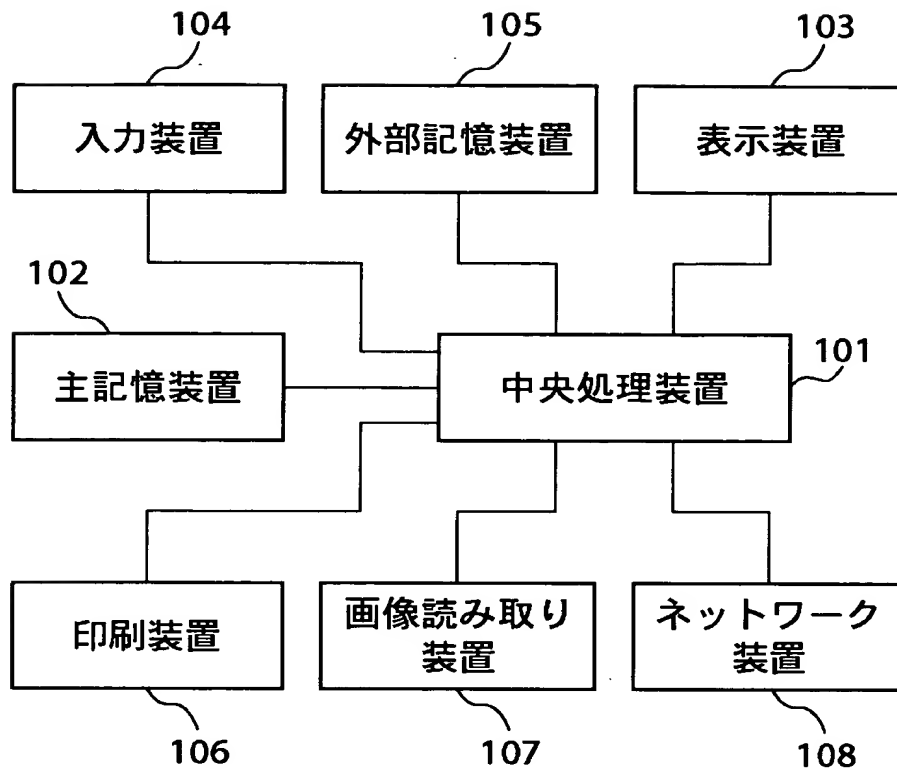 104
105
103
入力装置
外部記憶装置
表示装置
102
101
主記憶装置
中央処理装置
印刷装置
画像読み取り
装置
ネットワーク
装置
106
107
108